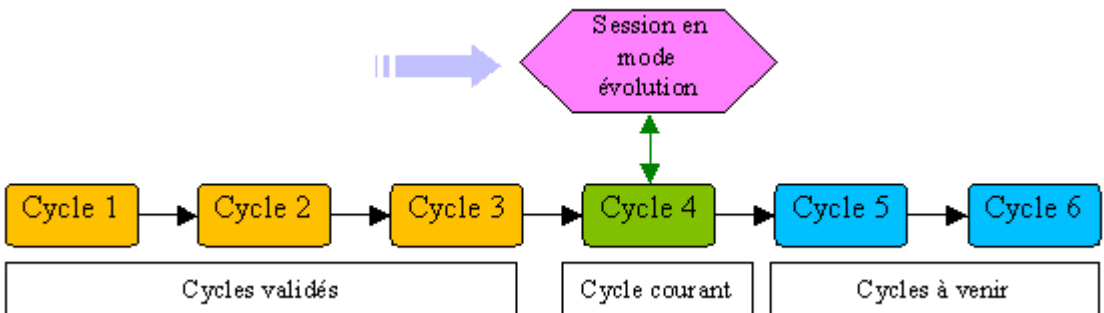 Session en
mode
évolution
Cycle 1
Cycle 2
Cycle 3
Cycle 4
Cycle 5
Cycle 6
Cycles validés
Cycle courant
Cycles à venir